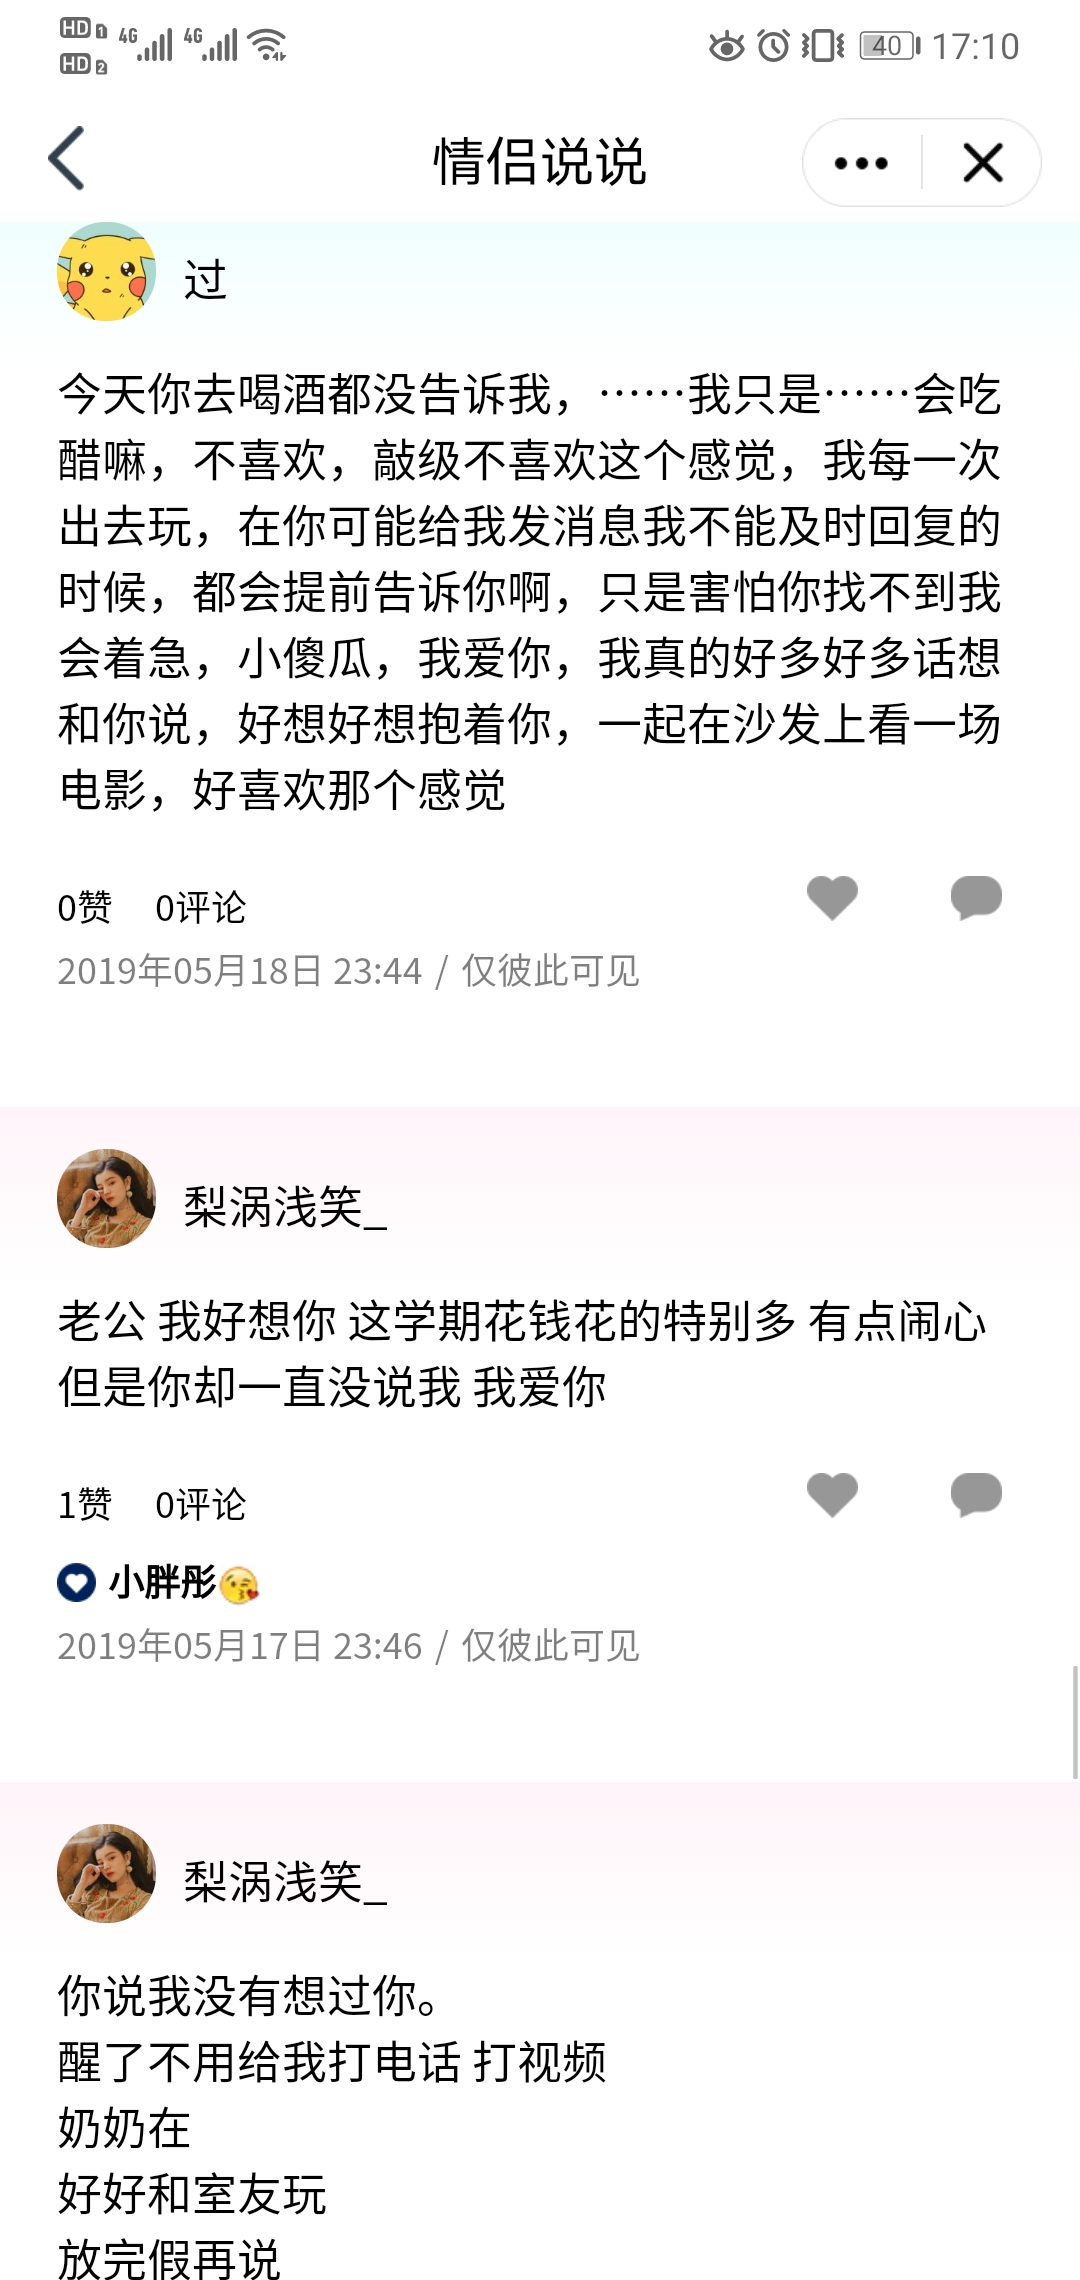 HD 1 4G 4G 40 17:10
HD 2
情侣说说
过
今天你去喝酒都没告诉我，……我只是……会吃
醋嘛，不喜欢，敲级不喜欢这个感觉，我每一次
出去玩，在你可能给我发消息我不能及时回复的
时候，都会提前告诉你啊，只是害怕你找不到我
会着急，小傻瓜，我爱你，我真的好多好多话想
和你说，好想好想抱着你，一起在沙发上看一场
电影，好喜欢那个感觉
0赞 0评论
2019年05月18日 23:44 / 仅彼此可见
梨涡浅笑_
老公 我好想你 这学期花钱花的特别多 有点闹心
但是你却一直没说我 我爱你
1赞 0评论
小胖彤😘
2019年05月17日 23:46 / 仅彼此可见
梨涡浅笑_
你说我没有想过你。
醒了不用给我打电话 打视频
奶奶在
好好和室友玩
放完假再说